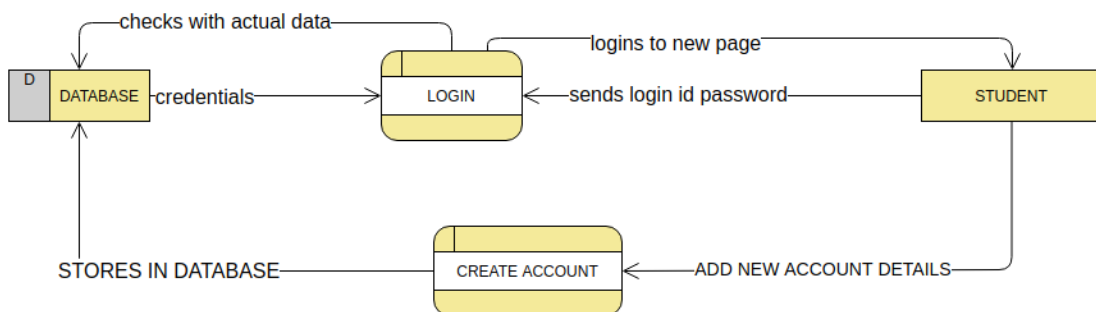 checks with actual data
logins to new page
D
DATABASE
credentials
LOGIN
sends login id password
STUDENT
STORES IN DATABASE
CREATE ACCOUNT
ADD NEW ACCOUNT DETAILS